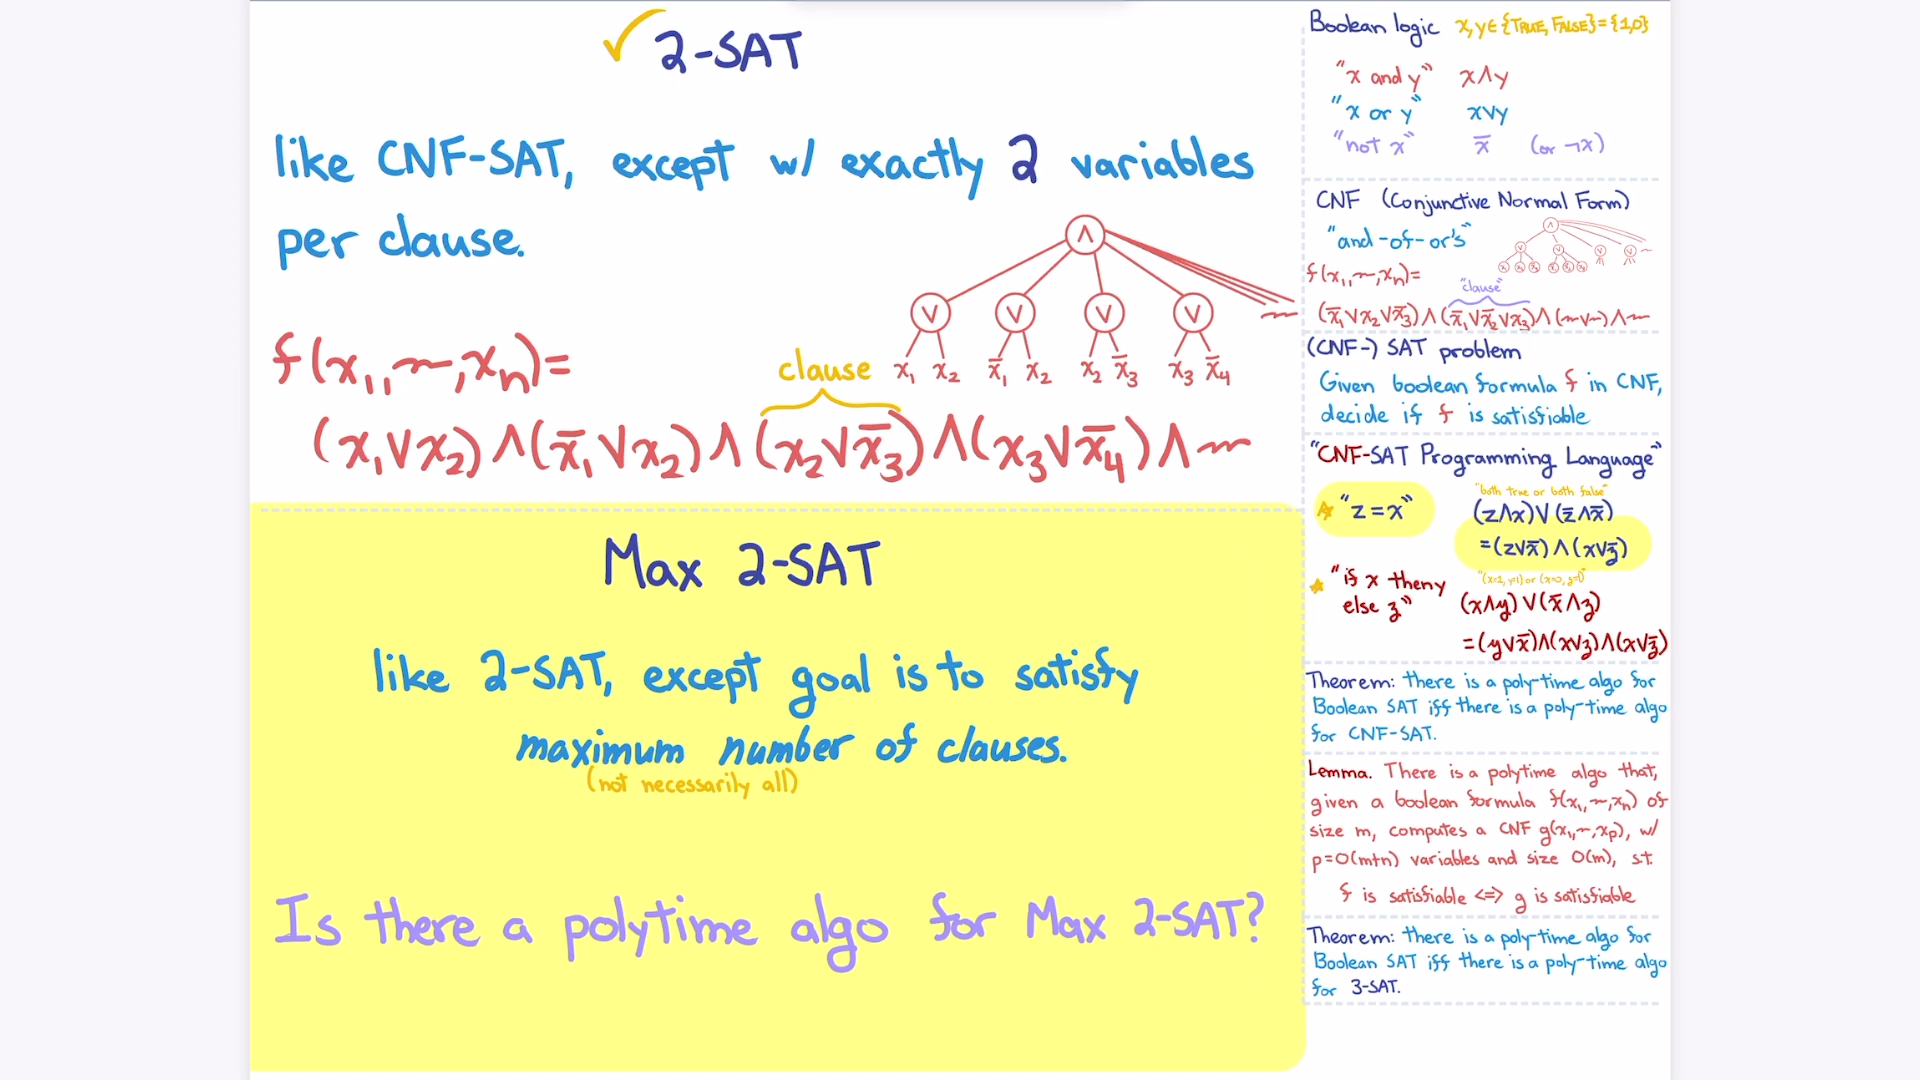 ✓ 2-SAT
like CNF-SAT, except w/ exactly 2 variables
per clause.
∧
∨ ∨ ∨ ∨
x₁ x₂ x̅₁ x₂ x₂ x̅₃ x₃ x̅₄
f(x₁,~,xₙ)=
clause
(x₁∨x₂)∧(x̅₁∨x₂)∧(x₂∨x̅₃)∧(x₃∨x̅₄)∧~
Max 2-SAT
like 2-SAT, except goal is to satisfy
maximum number of clauses.
(not necessarily all)
Is there a polytime algo for Max 2-SAT?
Boolean logic x,y∈{TRUE,FALSE}={1,0}
"x and y" x∧y
"x or y" x∨y
"not x" x̅ (or ¬x)
CNF (Conjunctive Normal Form)
"and-of-or's"
f(x₁,~,xₙ)=
"clause"
(x̅₁∨x₂∨x̅₃)∧(x̅₁∨x̅₂∨x̅₃)∧(~∨~)∧~
(CNF-) SAT problem
Given boolean formula f in CNF,
decide if f is satisfiable
"CNF-SAT Programming Language"
"both true or both false"
"z=x" (z∧x)∨(z̅∧x̅)
=(z∨x̅)∧(x∨z̅)
"if x then y
else z" (x∧y)∨(x̅∧z)
=(y∨x̅)∧(x∨z)∧(x∨z̅)
Theorem: there is a poly-time algo for
Boolean SAT iff there is a poly-time algo
for CNF-SAT.
Lemma. There is a polytime algo that,
given a boolean formula f(x₁,~,xₙ) of
size m, computes a CNF g(x₁,~,xₚ), w/
p=O(m+n) variables and size O(m), s.t.
f is satisfiable <=> g is satisfiable
Theorem: there is a poly-time algo for
Boolean SAT iff there is a poly-time algo
for 3-SAT.